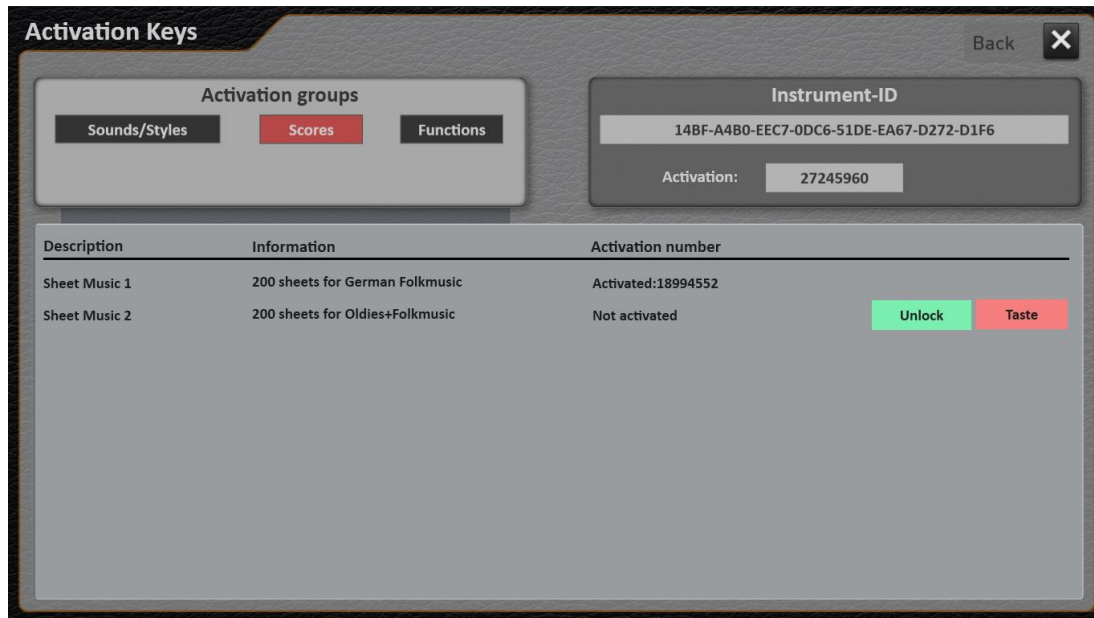 Activation Keys
Back
Activation groups
Sounds/Styles Scores Functions
Instrument-ID
14BF-A4B0-EEC7-0DC6-51DE-EA67-D272-D1F6
Activation: 27245960
Description Information Activation number
Sheet Music 1 200 sheets for German Folkmusic Activated:18994552
Sheet Music 2 200 sheets for Oldies+Folkmusic Not activated Unlock Taste